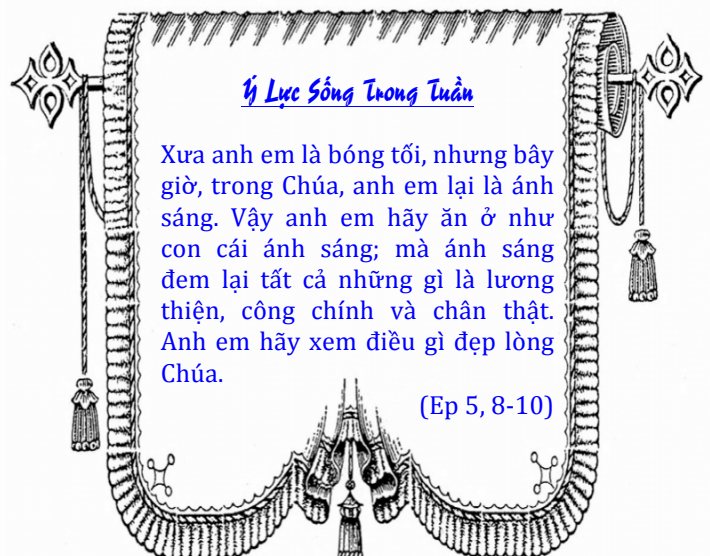 Ý Lực Sống Trong Tuần
Xưa anh em là bóng tối, nhưng bây
giờ, trong Chúa, anh em lại là ánh
sáng. Vậy anh em hãy ăn ở như
con cái ánh sáng; mà ánh sáng
đem lại tất cả những gì là lương
thiện, công chính và chân thật.
Anh em hãy xem điều gì đẹp lòng
Chúa.
(Ep 5, 8-10)